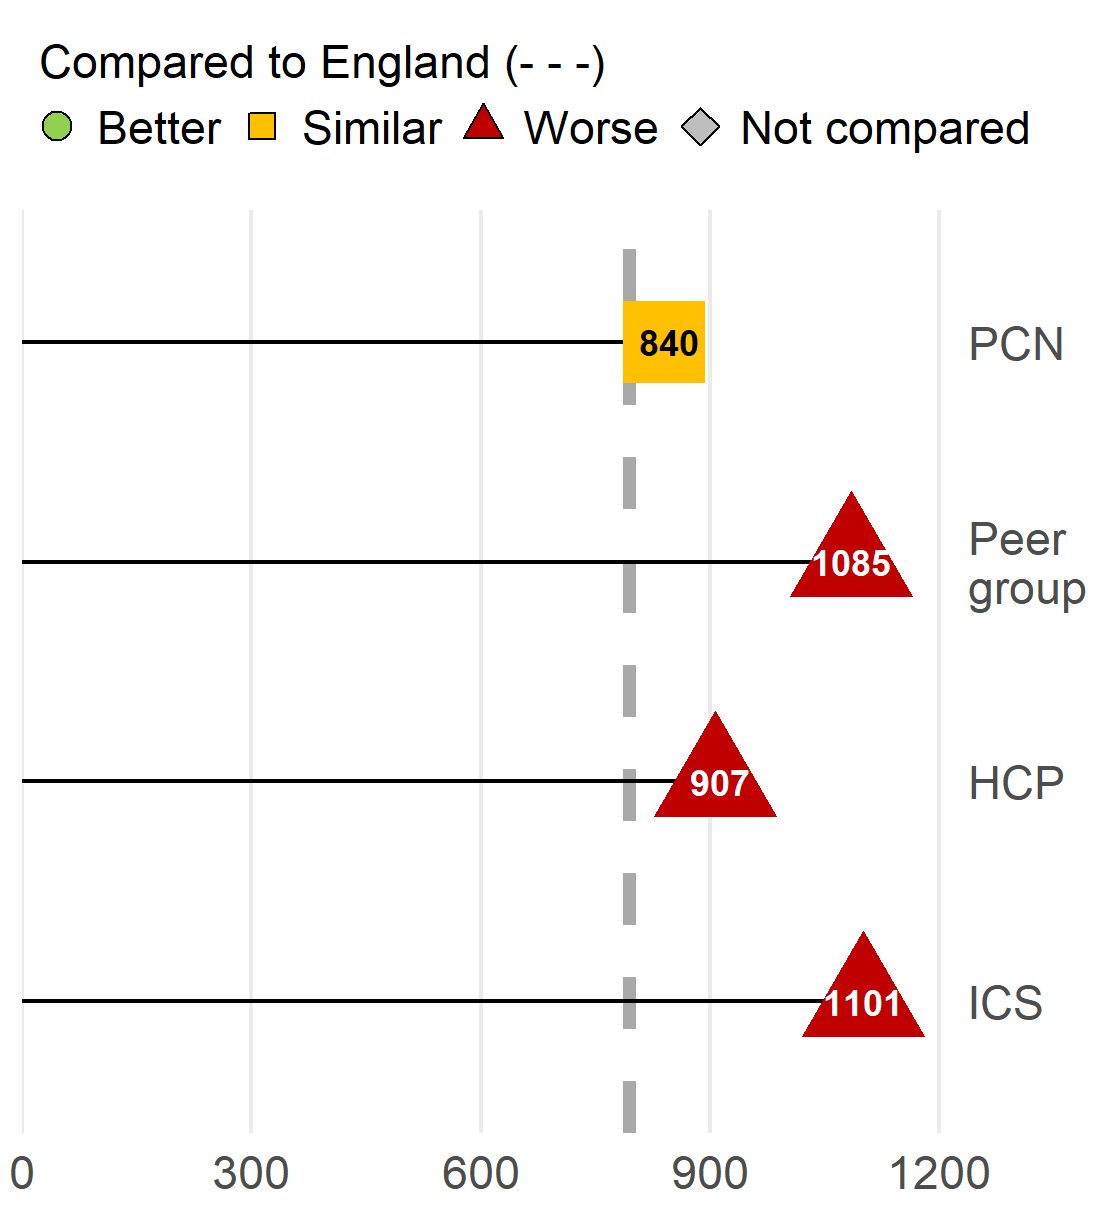 Compared to England (- - -)
Better Similar Worse Not compared
840 PCN
Peer
1085
group
907 HCP
1101 ICS
0 300 600 900 1200